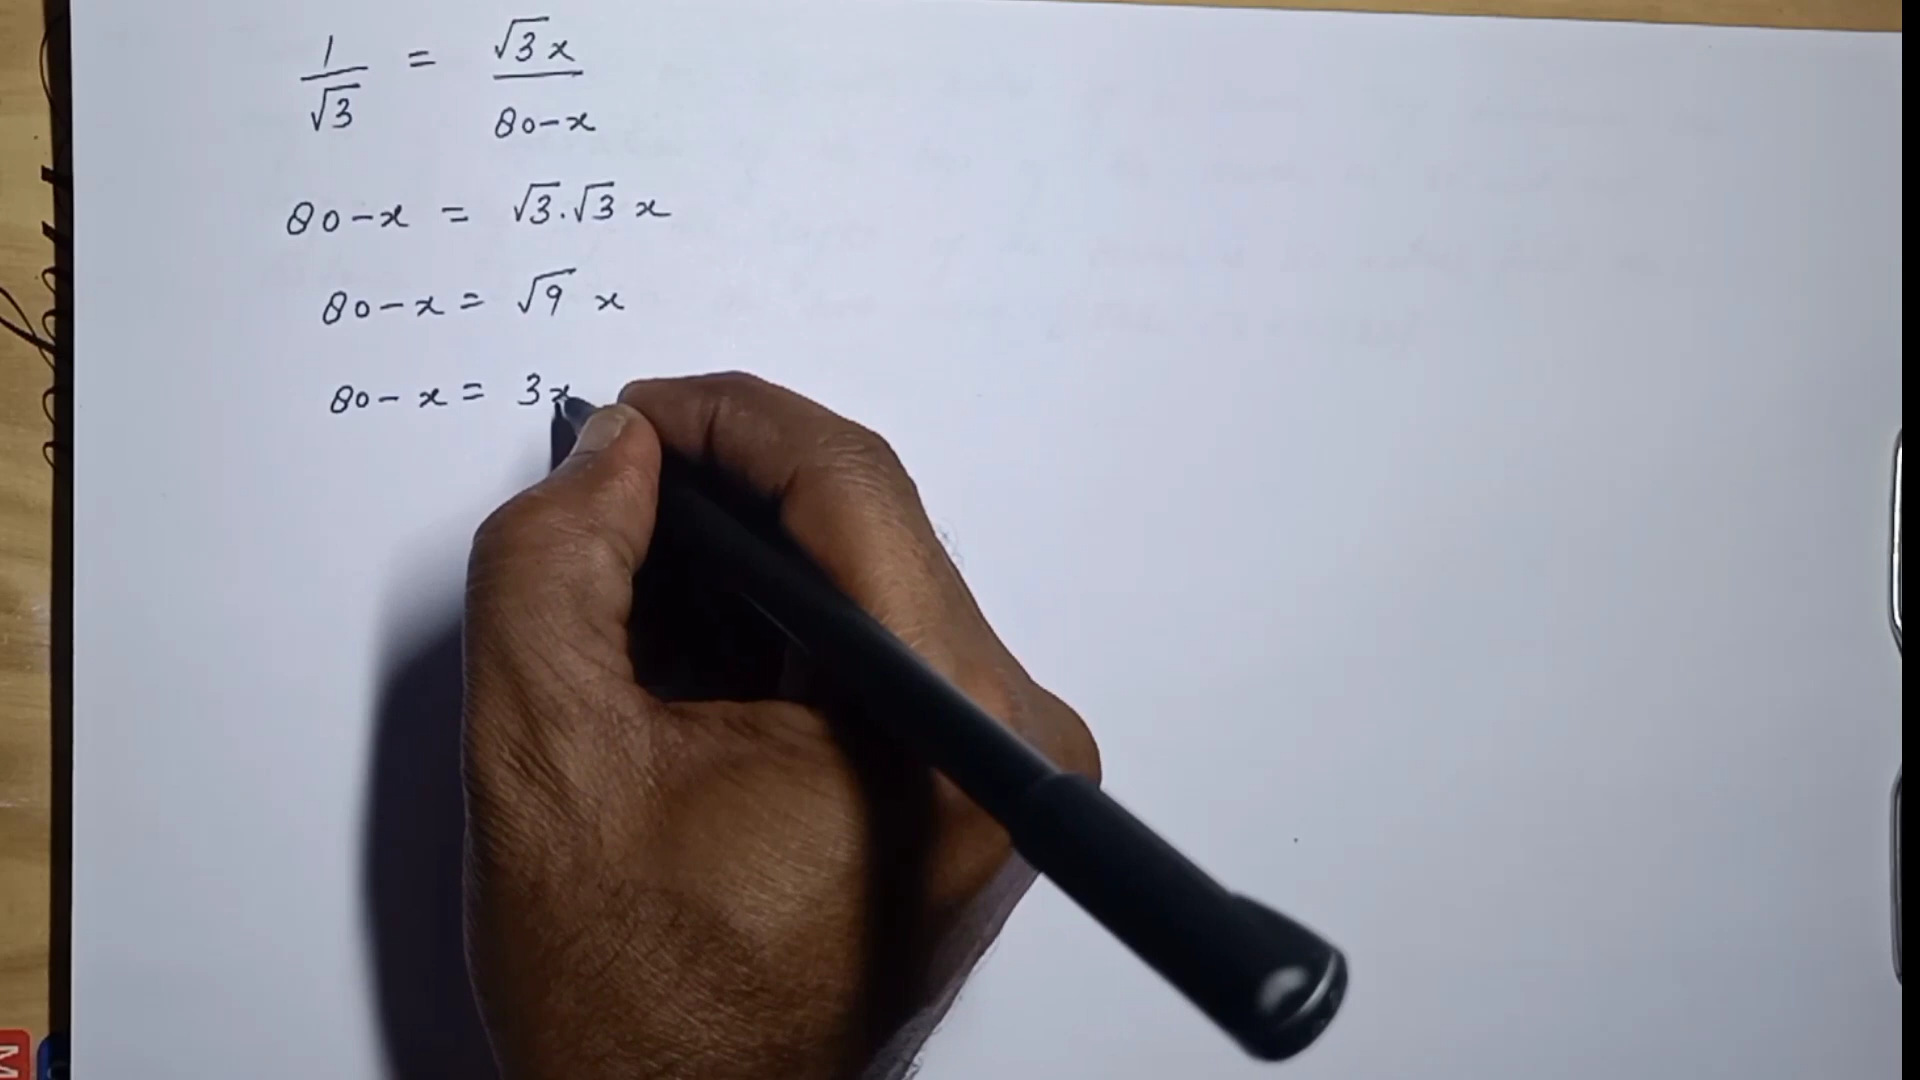 1/√3 = √3x/80-x
80-x = √3.√3 x
80-x = √9 x
80-x = 3x
M